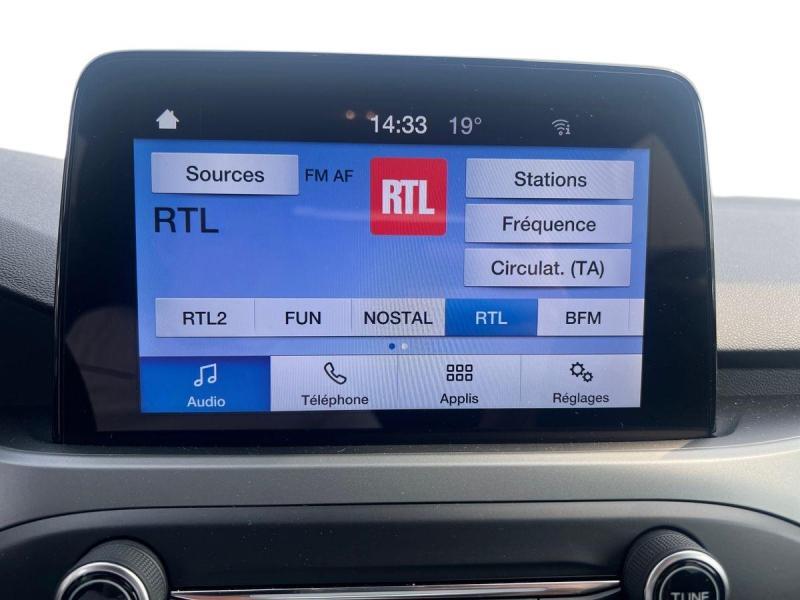 14:33 19°
Sources FM AF RTL Stations
RTL Fréquence
Circulat. (TA)
RTL2 FUN NOSTAL RTL BFM
Audio Téléphone Applis Réglages
TUNE